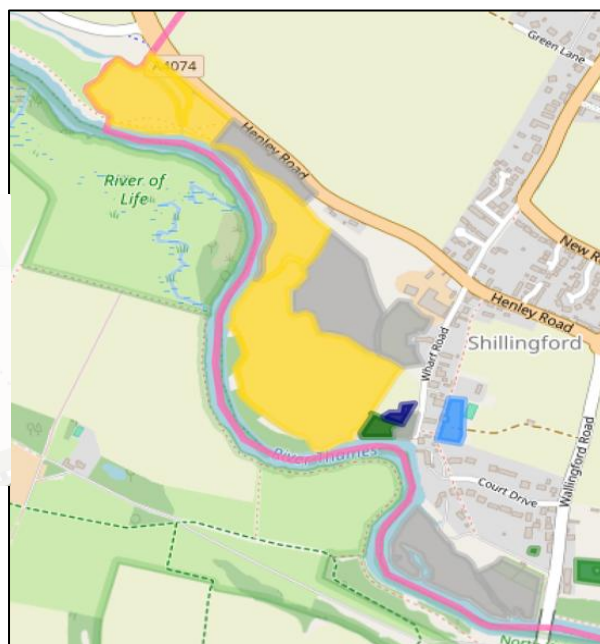 Green Lane
A4074
Henley Road
River of
Life
New R
Henley Road
Shillingford
Wharf Road
Wallingford Road
River Thames
Court Drive
Nor